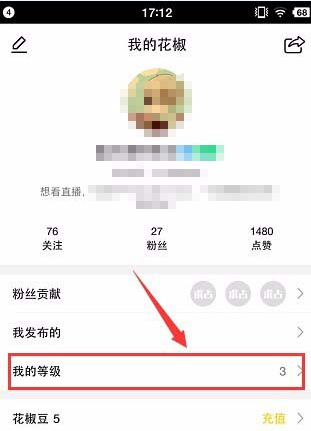 4 17:12 68
我的花椒
想看直播,
76 27 1480
关注 粉丝 点赞
粉丝贡献 求占 求占 求占
我发布的
我的等级 3
花椒豆 5 充值